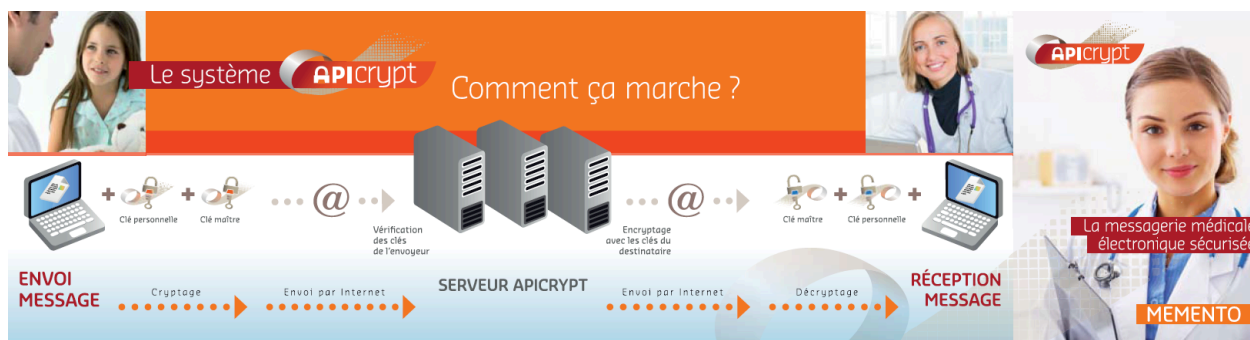 Le système APICrypt
Comment ça marche ?
Clé personnelle
Clé maître
@
Vérification
des clés
de l'envoyeur
@
Encryptage
avec les clés du
destinataire
Clé maître
Clé personnelle
ENVOI
MESSAGE
Cryptage
Envoi par Internet
SERVEUR APICRYPT
Envoi par Internet
Décryptage
RÉCEPTION
MESSAGE
APICrypt
La messagerie médicale
électronique sécurisée
MEMENTO